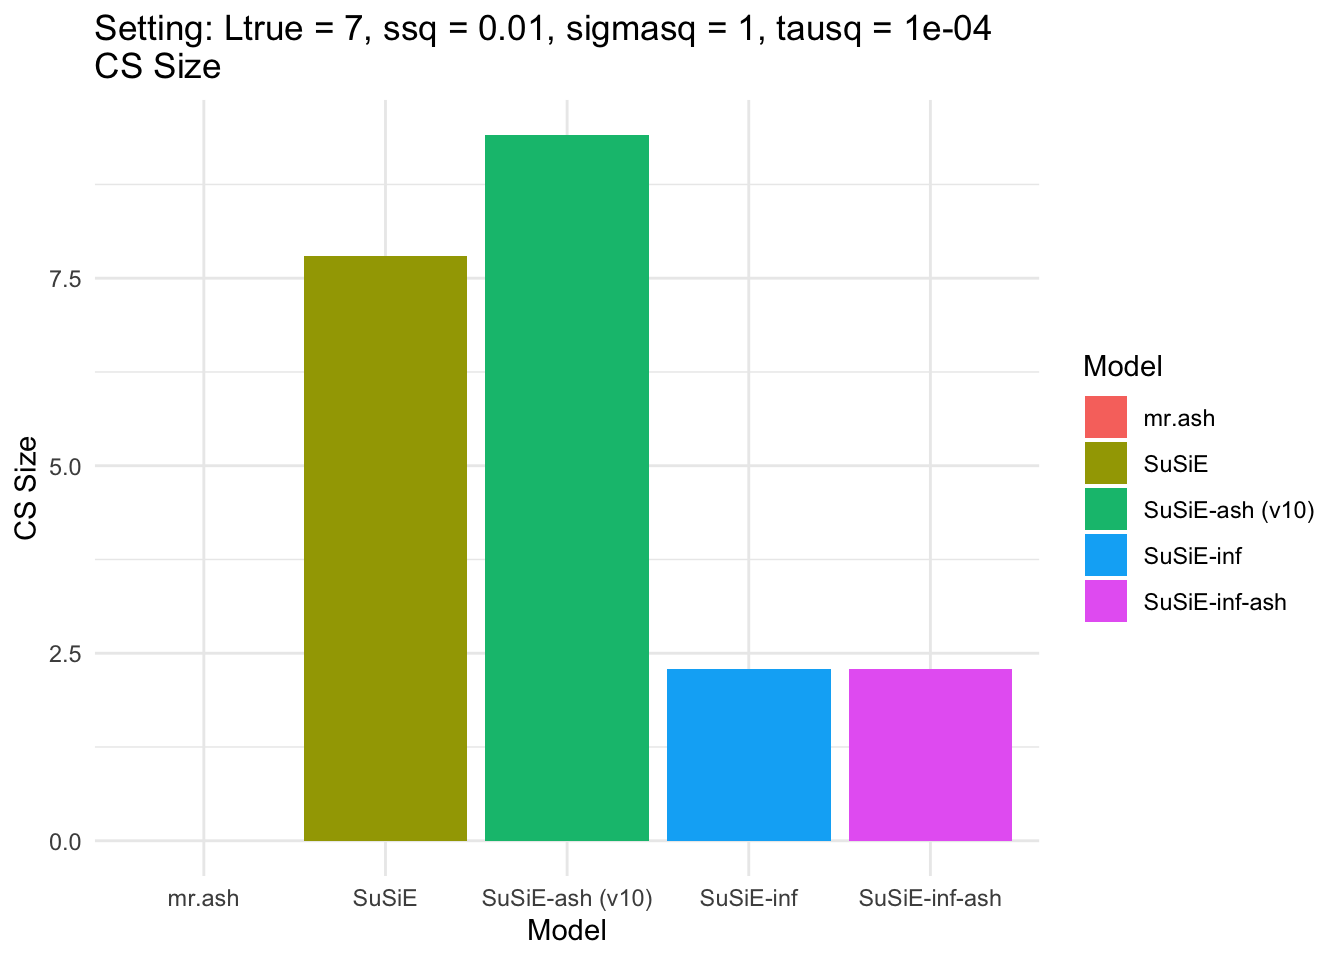 Setting: Ltrue = 7, ssq = 0.01, sigmasq = 1, tausq = 1e-04
CS Size
CS Size
7.5
5.0
2.5
0.0
mr.ash
SuSiE
SuSiE-ash (v10)
SuSiE-inf
SuSiE-inf-ash
Model
Model
mr.ash
SuSiE
SuSiE-ash (v10)
SuSiE-inf
SuSiE-inf-ash